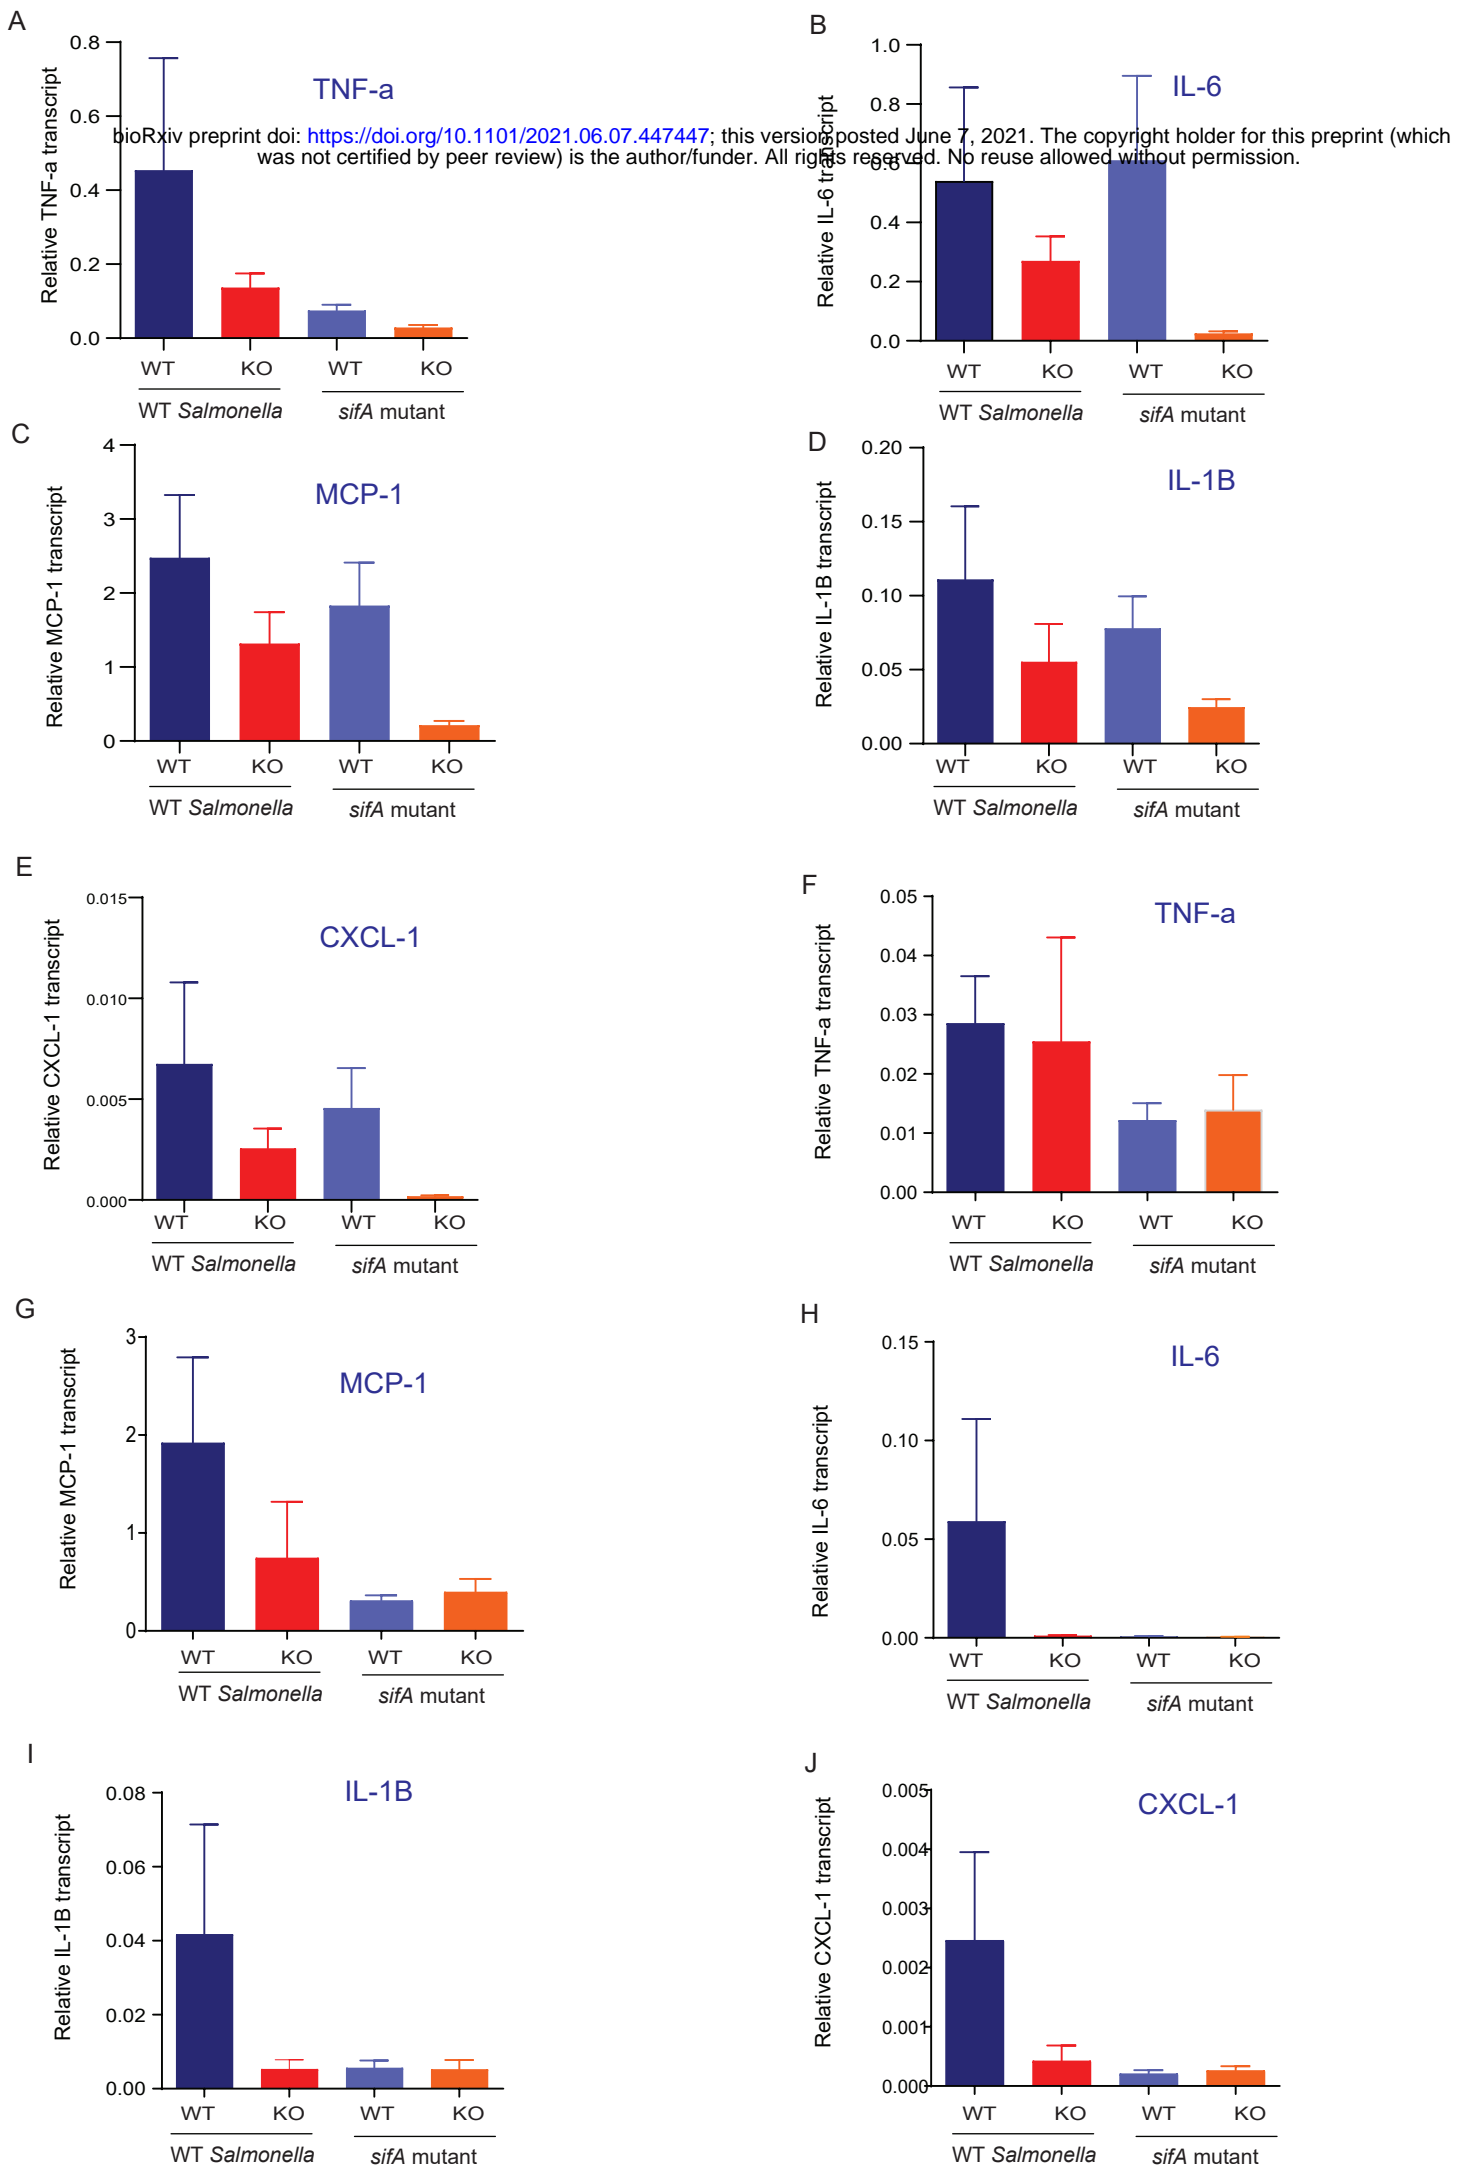 A
TNF-a
Relative TNF-a transcript
0.8
0.6
0.4
0.2
0.0
WT KO WT KO
WT Salmonella sifA mutant
B
IL-6
Relative IL-6 transcript
1.0
0.8
0.6
0.4
0.2
0.0
WT KO WT KO
WT Salmonella sifA mutant
bioRxiv preprint doi: https://doi.org/10.1101/2021.06.07.447447; this version posted June 7, 2021. The copyright holder for this preprint (which
was not certified by peer review) is the author/funder. All rights reserved. No reuse allowed without permission.
C
MCP-1
Relative MCP-1 transcript
4
3
2
1
0
WT KO WT KO
WT Salmonella sifA mutant
D
IL-1B
Relative IL-1B transcript
0.20
0.15
0.10
0.05
0.00
WT KO WT KO
WT Salmonella sifA mutant
E
CXCL-1
Relative CXCL-1 transcript
0.015
0.010
0.005
0.000
WT KO WT KO
WT Salmonella sifA mutant
F
TNF-a
Relative TNF-a transcript
0.05
0.04
0.03
0.02
0.01
0.00
WT KO WT KO
WT Salmonella sifA mutant
G
MCP-1
Relative MCP-1 transcript
3
2
1
0
WT KO WT KO
WT Salmonella sifA mutant
H
IL-6
Relative IL-6 transcript
0.15
0.10
0.05
0.00
WT KO WT KO
WT Salmonella sifA mutant
I
IL-1B
Relative IL-1B transcript
0.08
0.06
0.04
0.02
0.00
WT KO WT KO
WT Salmonella sifA mutant
J
CXCL-1
Relative CXCL-1 transcript
0.005
0.004
0.003
0.002
0.001
0.000
WT KO WT KO
WT Salmonella sifA mutant